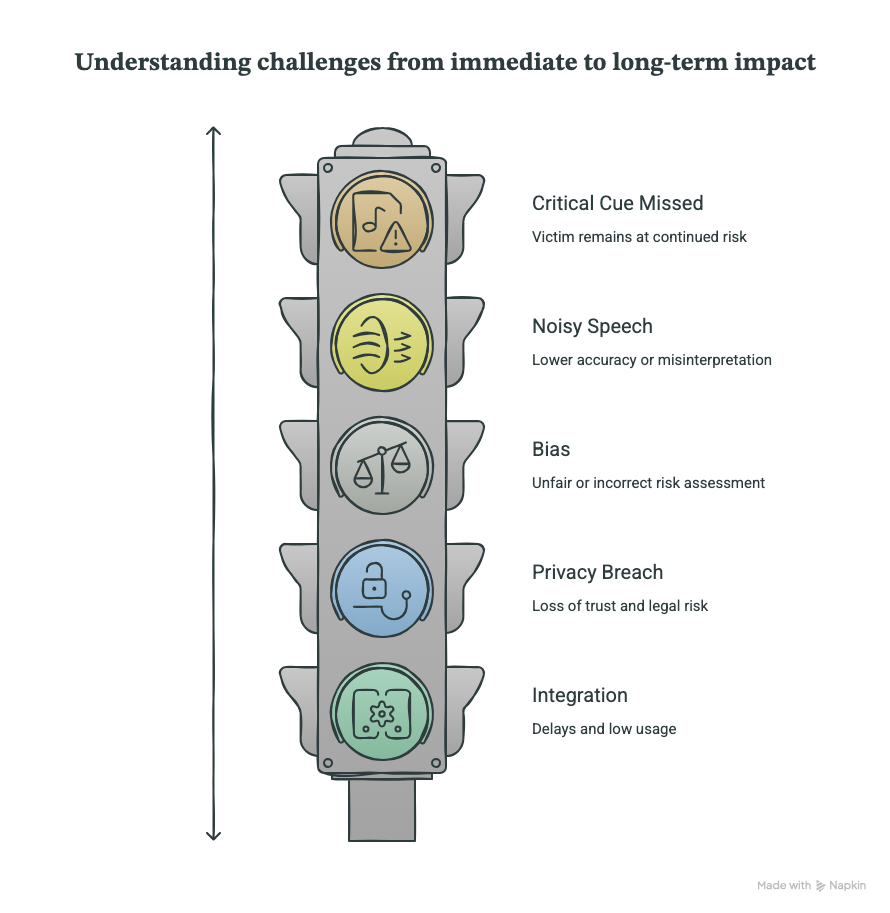 Understanding challenges from immediate to long-term impact
Critical Cue Missed
Victim remains at continued risk
Noisy Speech
Lower accuracy or misinterpretation
Bias
Unfair or incorrect risk assessment
Privacy Breach
Loss of trust and legal risk
Integration
Delays and low usage
Made with Napkin